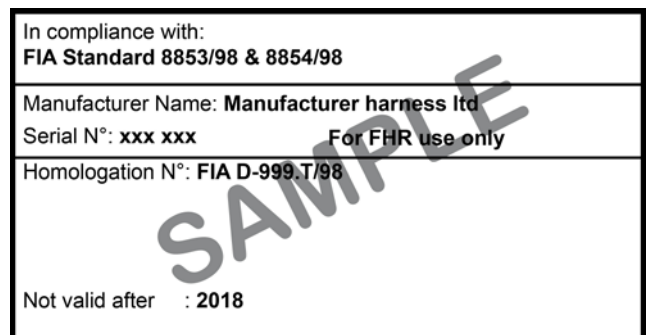 In compliance with:
FIA Standard 8853/98 & 8854/98
Manufacturer Name: Manufacturer harness ltd
Serial N°: xxx xxx For FHR use only
Homologation N°: FIA D-999.T/98
SAMPLE
Not valid after : 2018